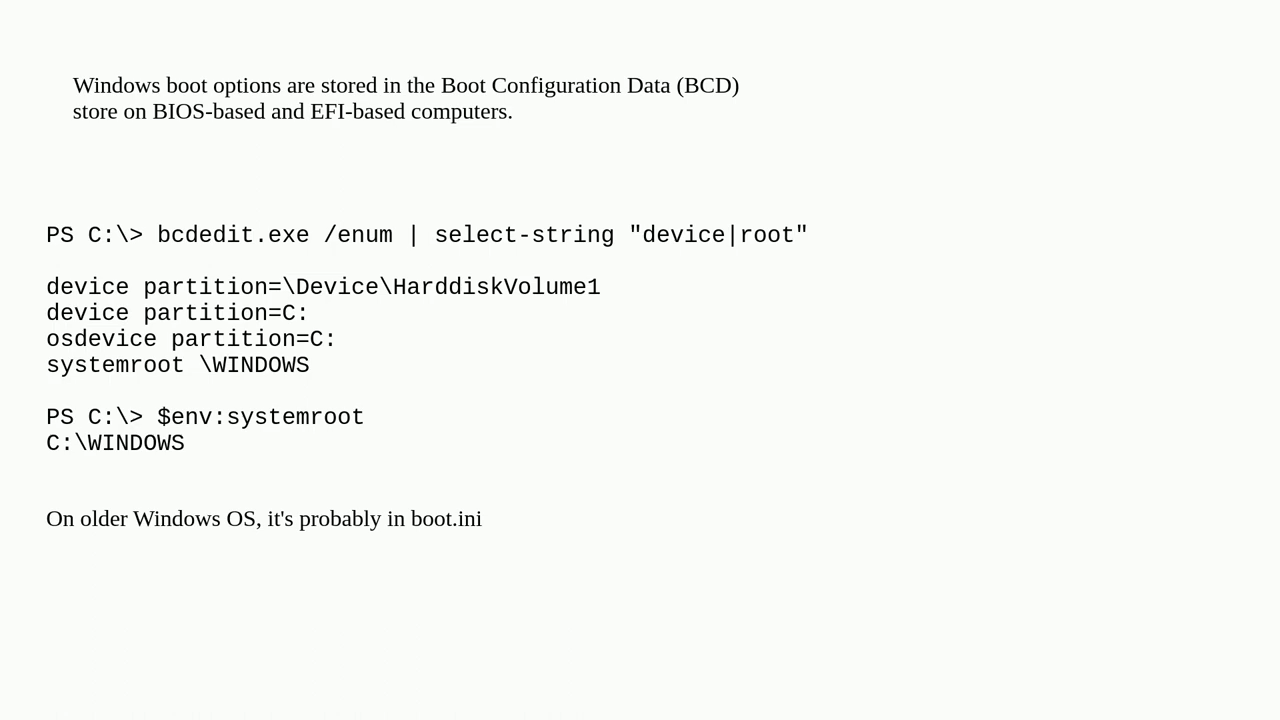 Windows boot options are stored in the Boot Configuration Data (BCD)
store on BIOS-based and EFI-based computers.
PS C:\> bcdedit.exe /enum | select-string "device|root"
device partition=\Device\HarddiskVolume1
device partition=C:
osdevice partition=C:
systemroot \WINDOWS
PS C:\> $env:systemroot
C:\WINDOWS
On older Windows OS, it's probably in boot.ini